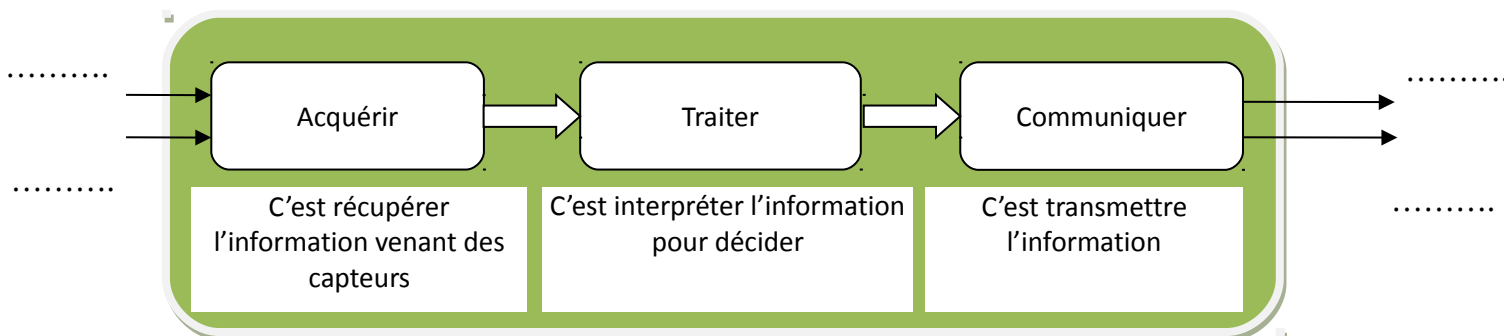 ..........
..........
Acquérir
Traiter
Communiquer
..........
..........
C’est récupérer
l’information venant des
capteurs
C’est interpréter l’information
pour décider
C’est transmettre
l’information